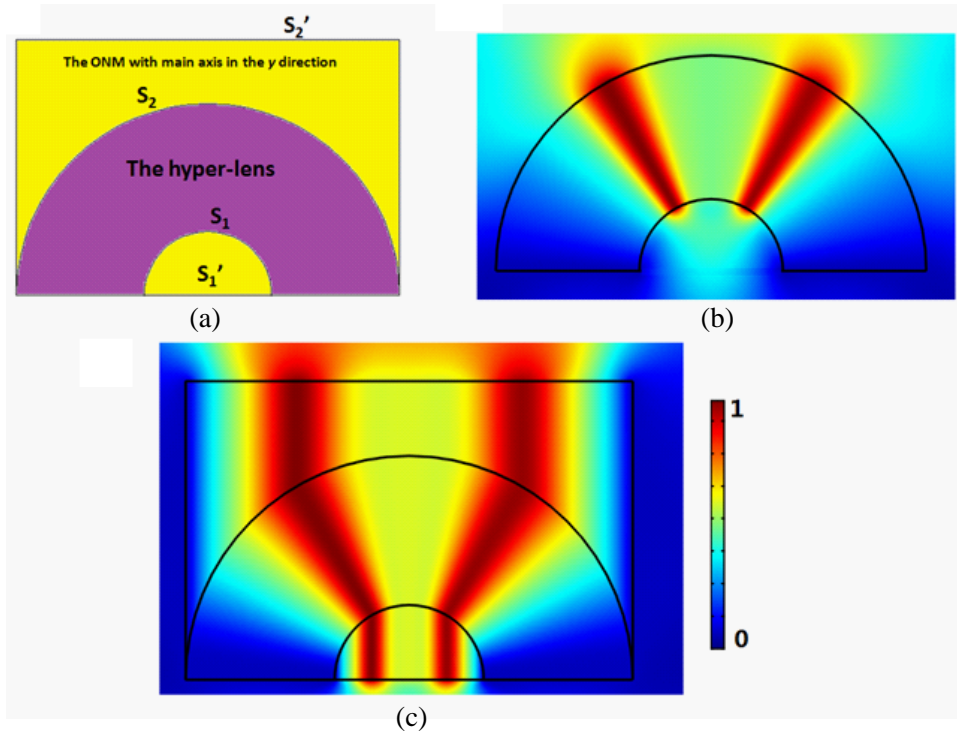 S₂’
The ONM with main axis in the y direction
S₂
The hyper-lens
S₁
S₁’
(a)
(b)
1
0
(c)